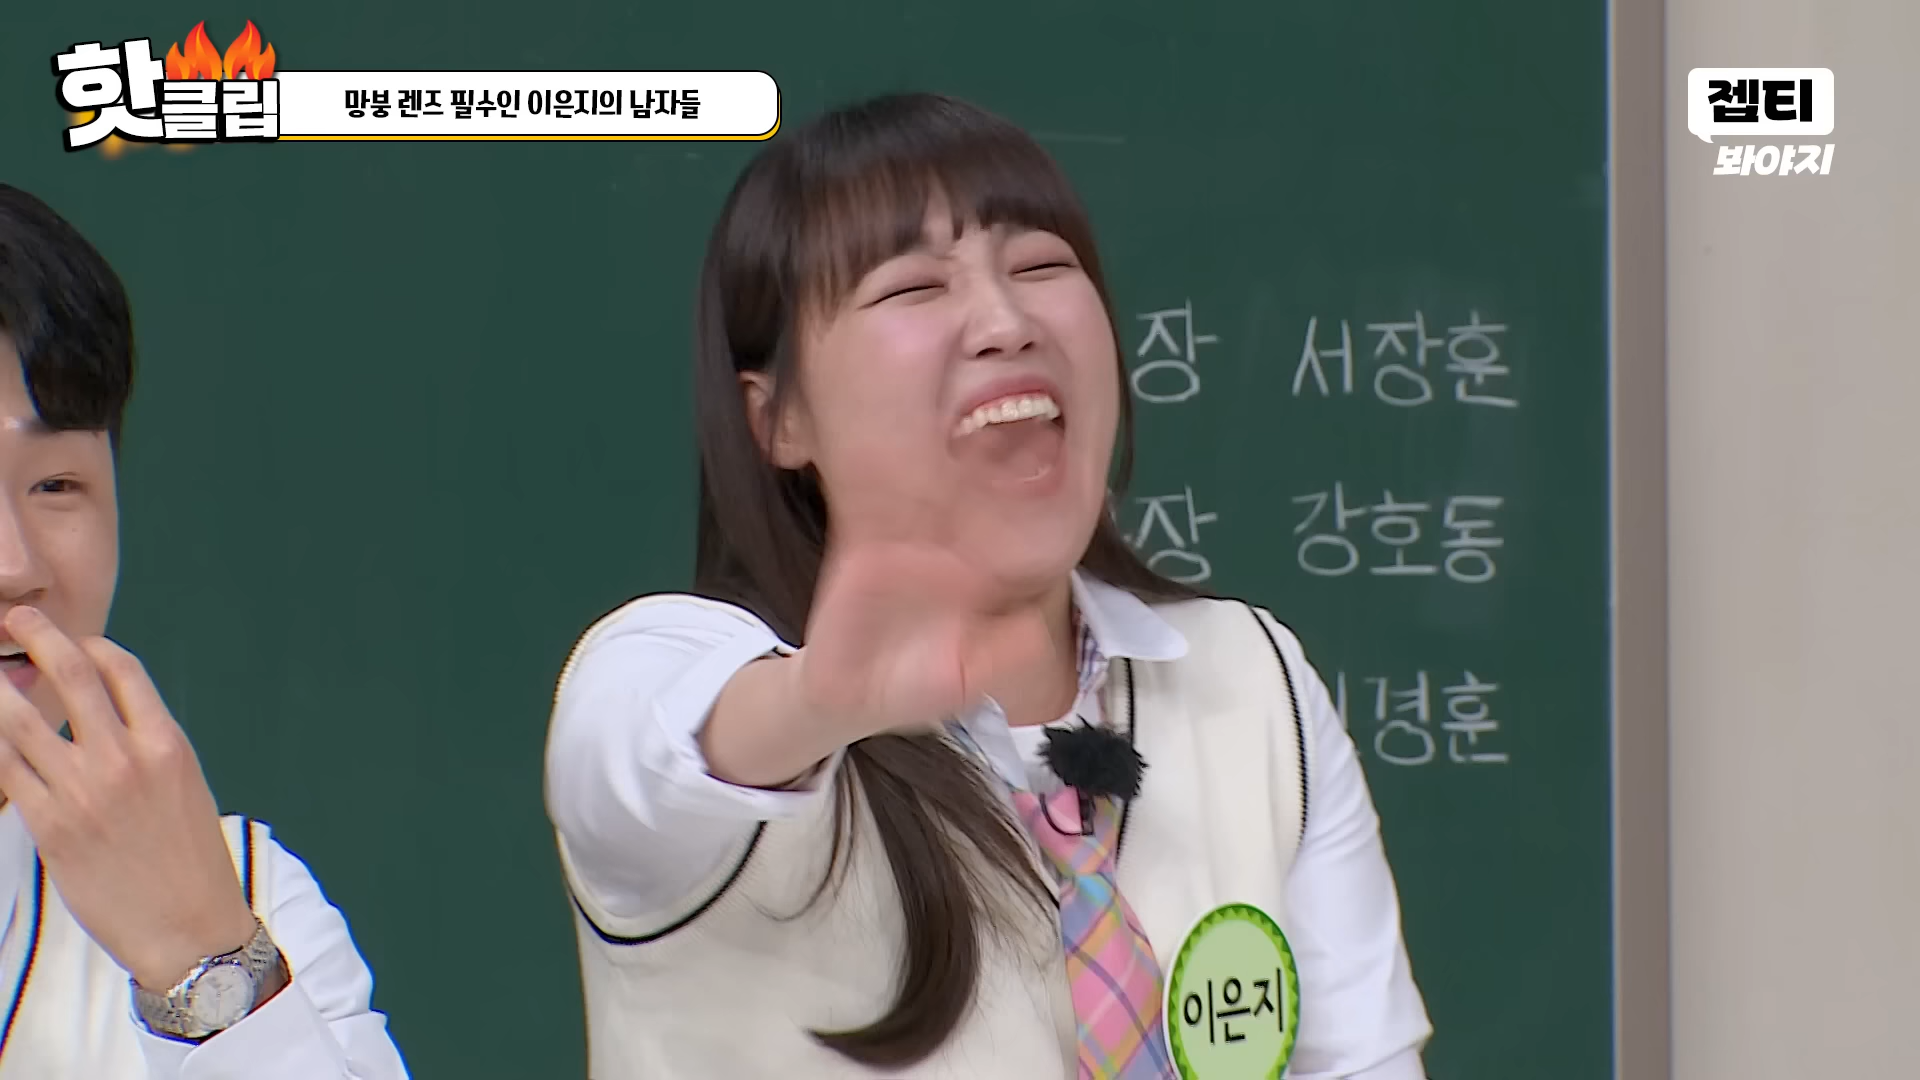 핫클립
망붕 렌즈 필수인 이은지의 남자들
젭티
봐야지
장 서장훈
장 강호동
경훈
이은지